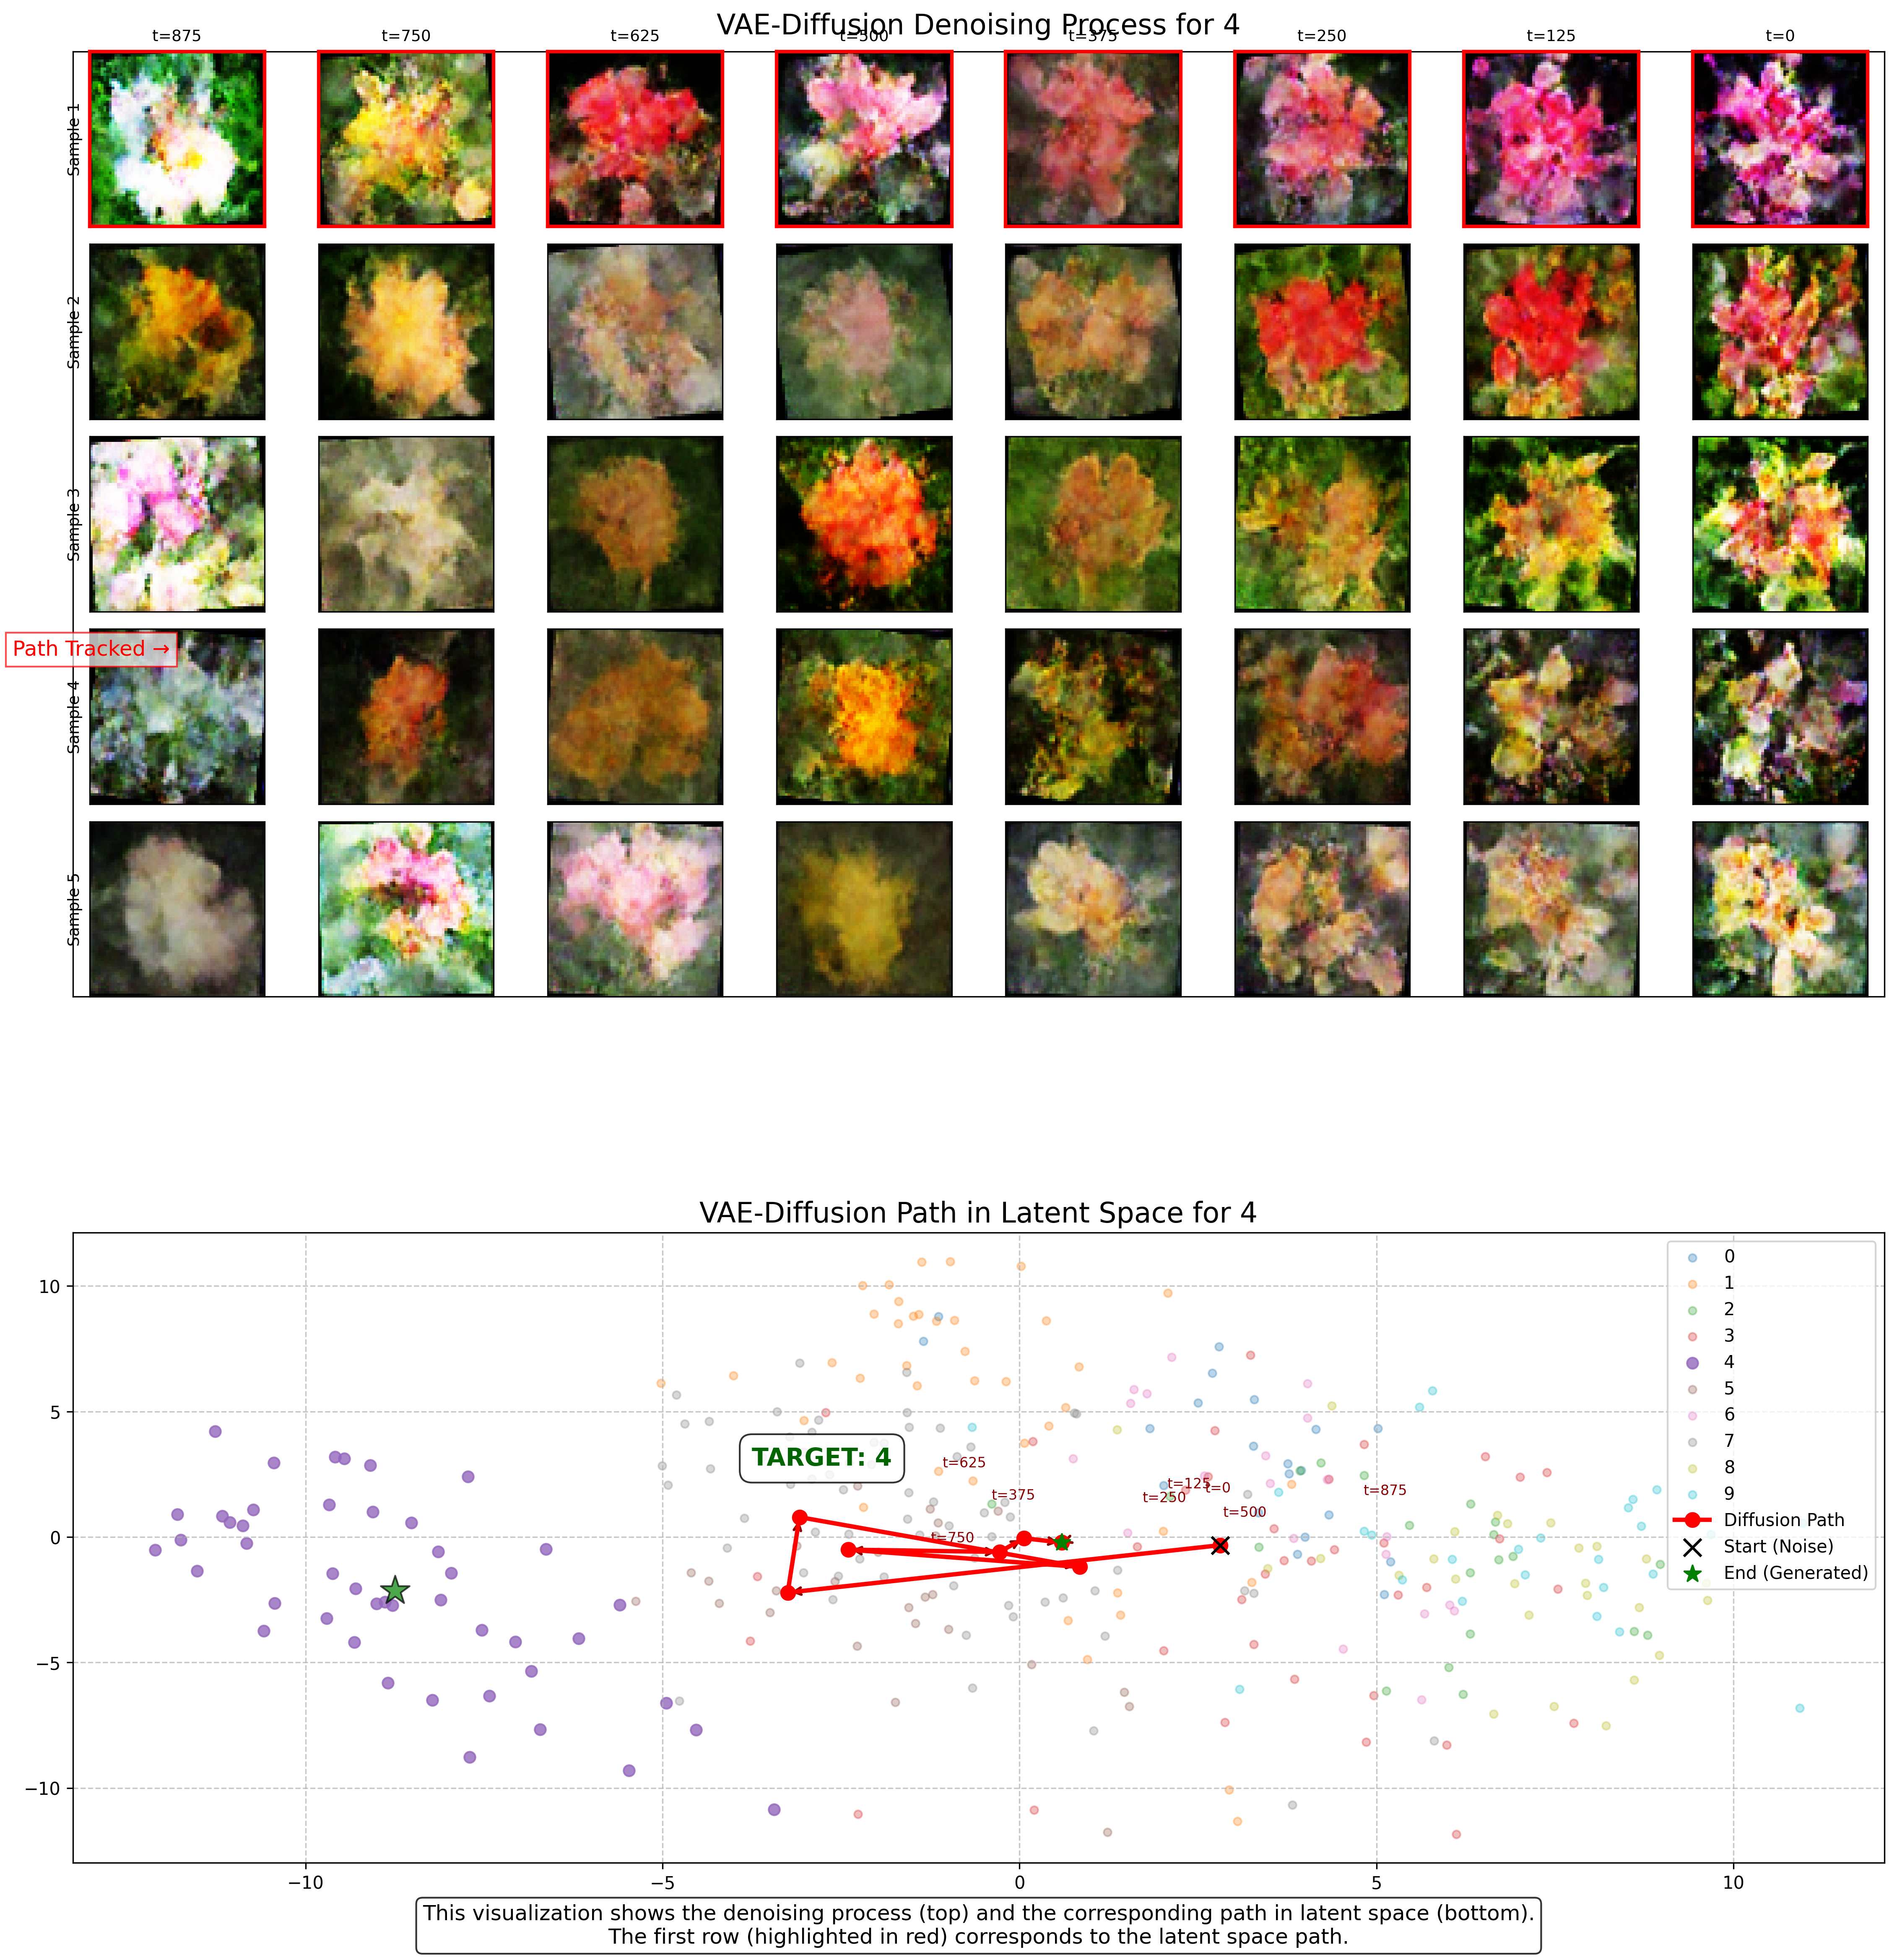 VAE-Diffusion Denoising Process for 4
t=875 t=750 t=625 t=500 t=375 t=250 t=125 t=0
Sample 1
Sample 2
Sample 3
Path Tracked →
Sample 4
Sample 5
VAE-Diffusion Path in Latent Space for 4
10
5
0
−5
−10
−10 −5 0 5 10
TARGET: 4
t=625
t=375
t=750
t=125
t=0
t=250
t=500
t=875
0
1
2
3
4
5
6
7
8
9
Diffusion Path
Start (Noise)
End (Generated)
This visualization shows the denoising process (top) and the corresponding path in latent space (bottom).
The first row (highlighted in red) corresponds to the latent space path.